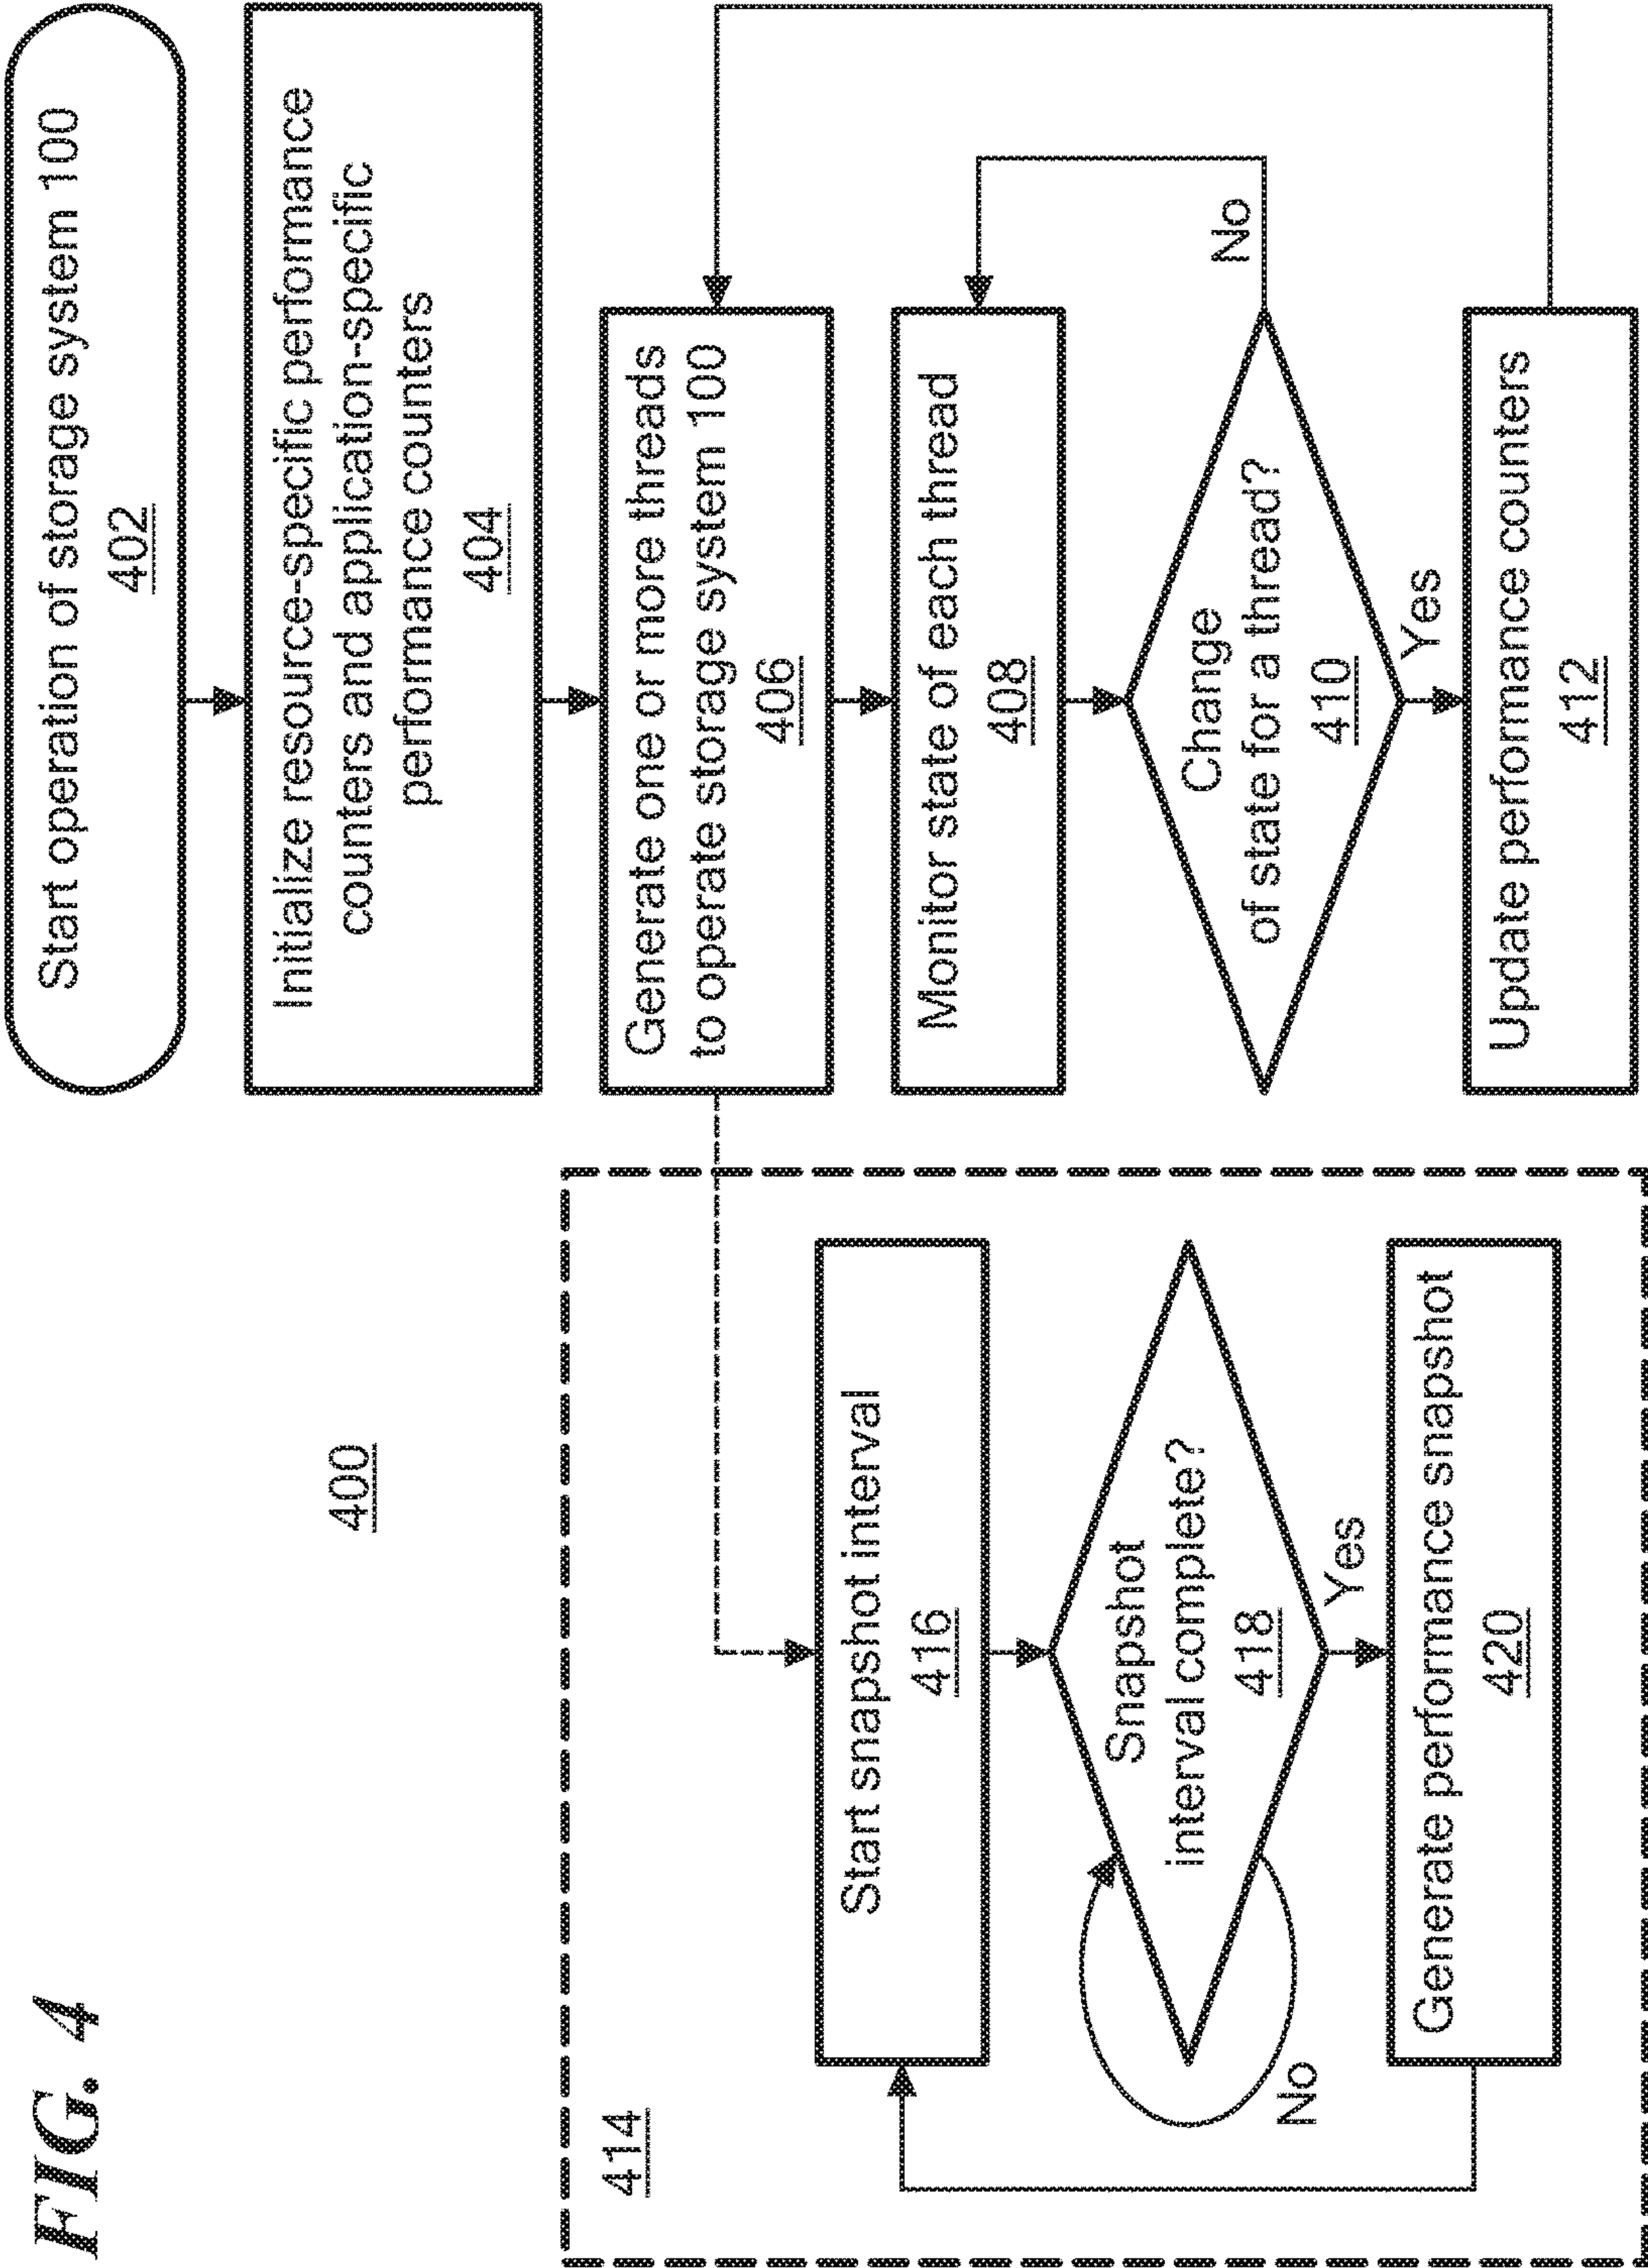 FIG. 4
400
Start operation of storage system 100
402
Initialize resource-specific performance
counters and application-specific
performance counters
404
Generate one or more threads
to operate storage system 100
406
Monitor state of each thread
408
Change
of state for a thread?
410
No
Yes
Update performance counters
412
414
Start snapshot interval
416
Snapshot
interval complete?
418
No
Yes
Generate performance snapshot
420